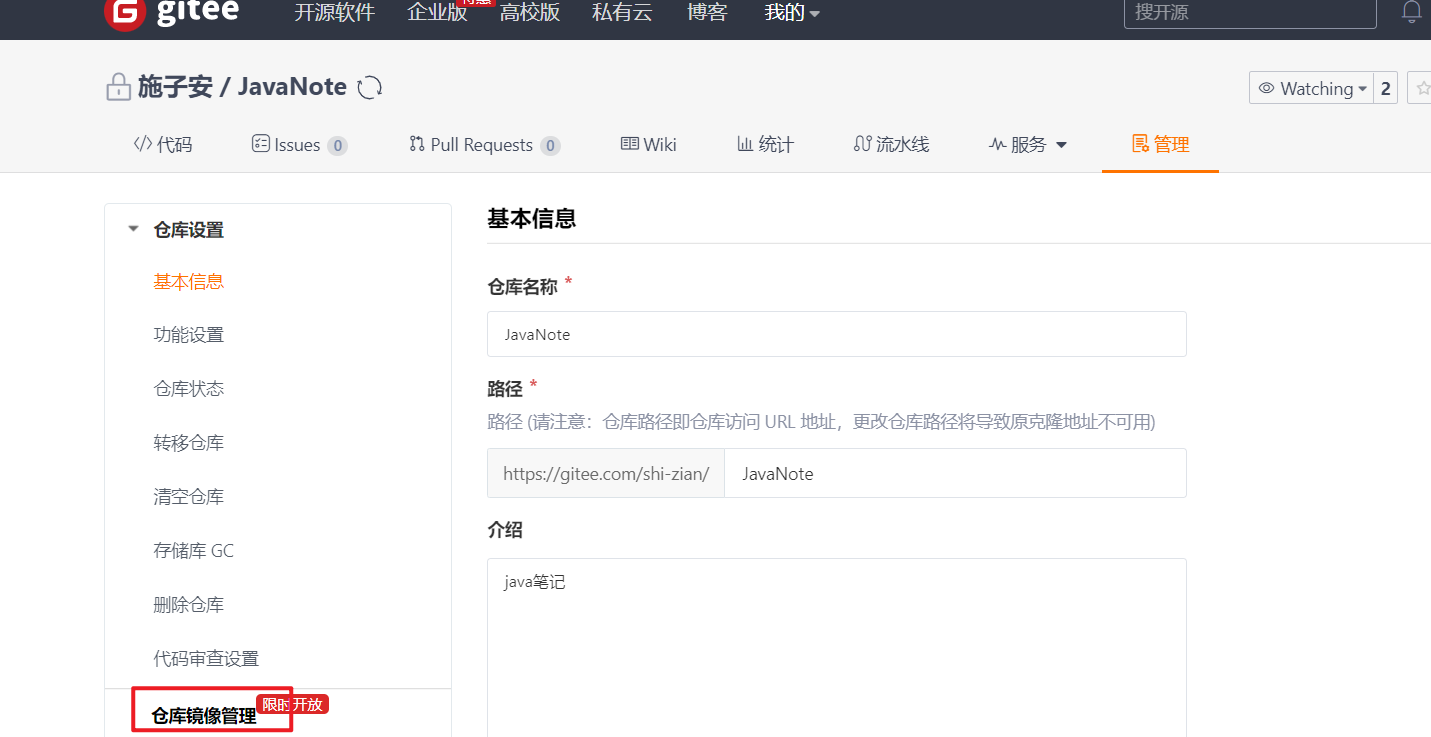 gitee 开源软件 企业版 特惠 高校版 私有云 博客 我的 搜开源
施子安 / JavaNote Watching 2
代码 Issues 0 Pull Requests 0 Wiki 统计 流水线 服务 管理
仓库设置
基本信息
功能设置
仓库状态
转移仓库
清空仓库
存储库 GC
删除仓库
代码审查设置
仓库镜像管理 限时开放
基本信息
仓库名称 *
JavaNote
路径 *
路径 (请注意：仓库路径即仓库访问 URL 地址，更改仓库路径将导致原克隆地址不可用)
https://gitee.com/shi-zian/ JavaNote
介绍
java笔记